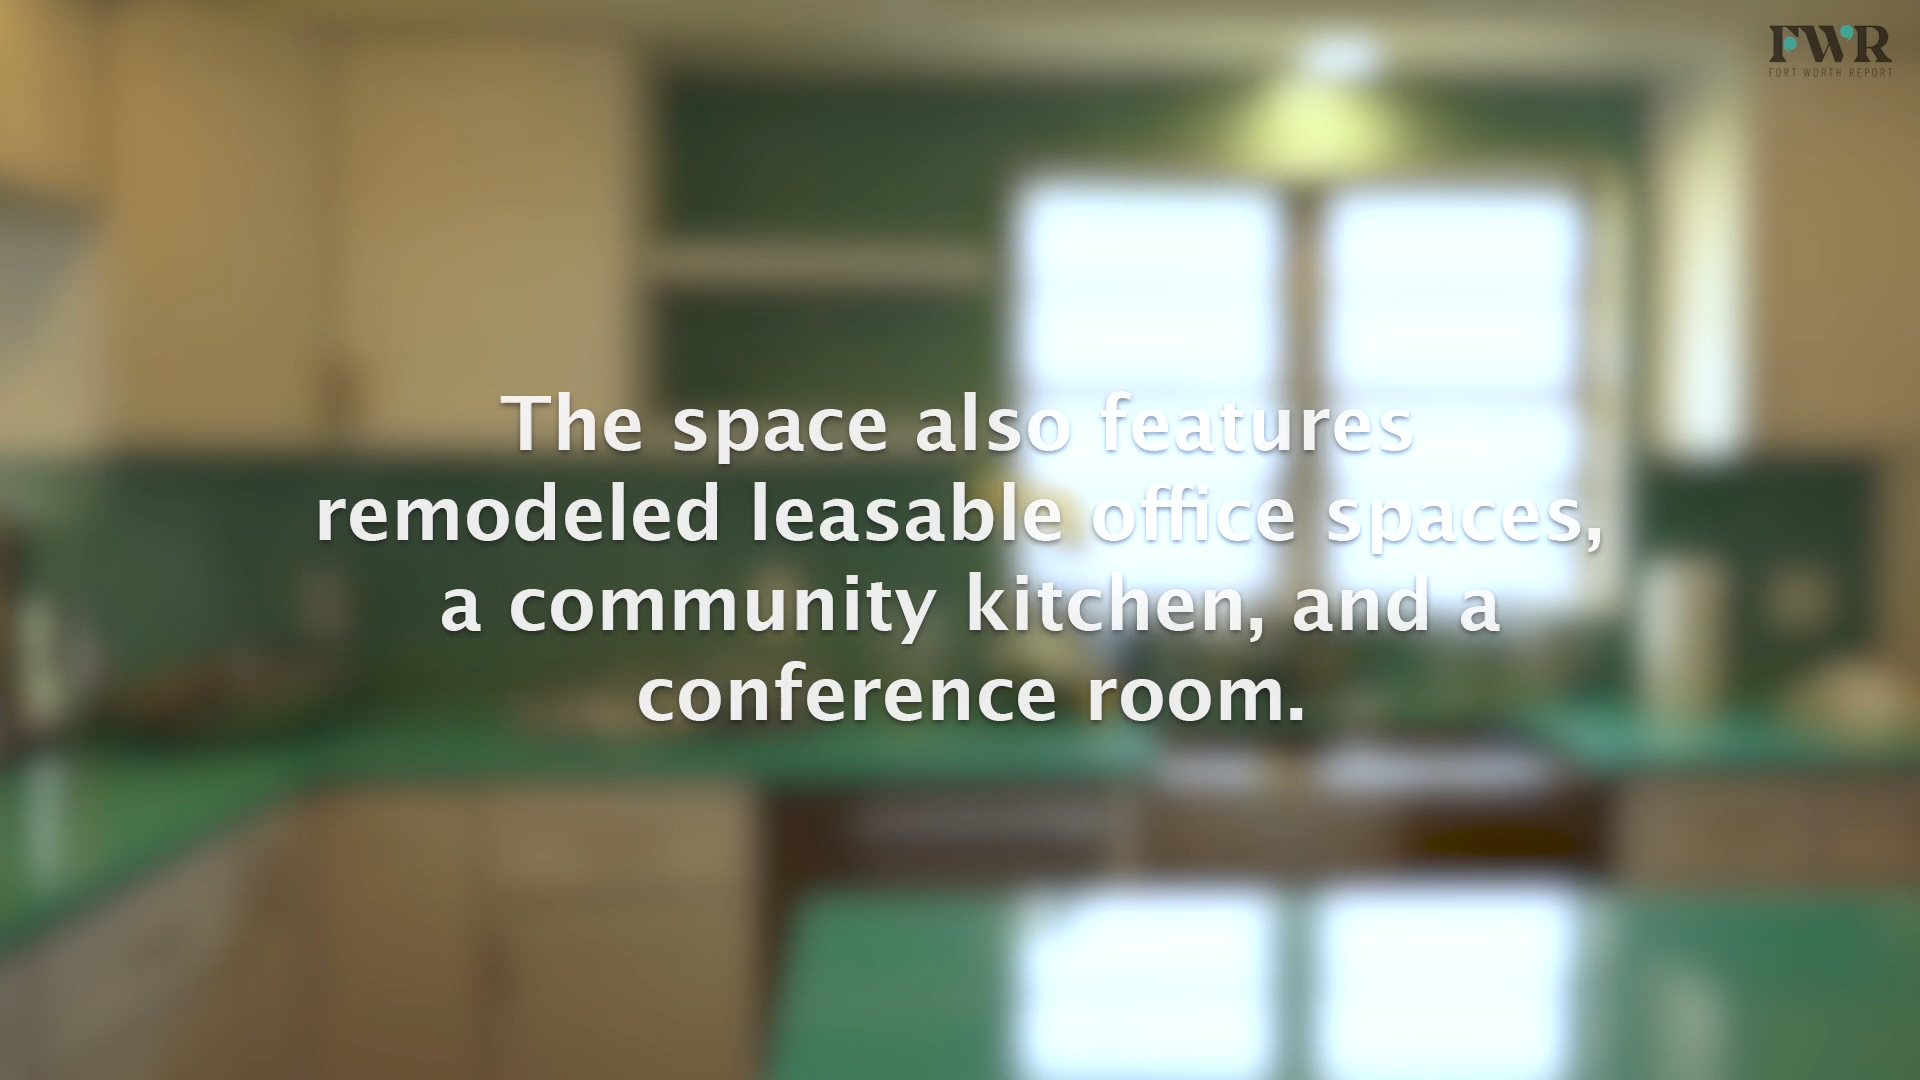 FWR
FORT WORTH REPORT
The space also features
remodeled leasable office spaces,
a community kitchen, and a
conference room.